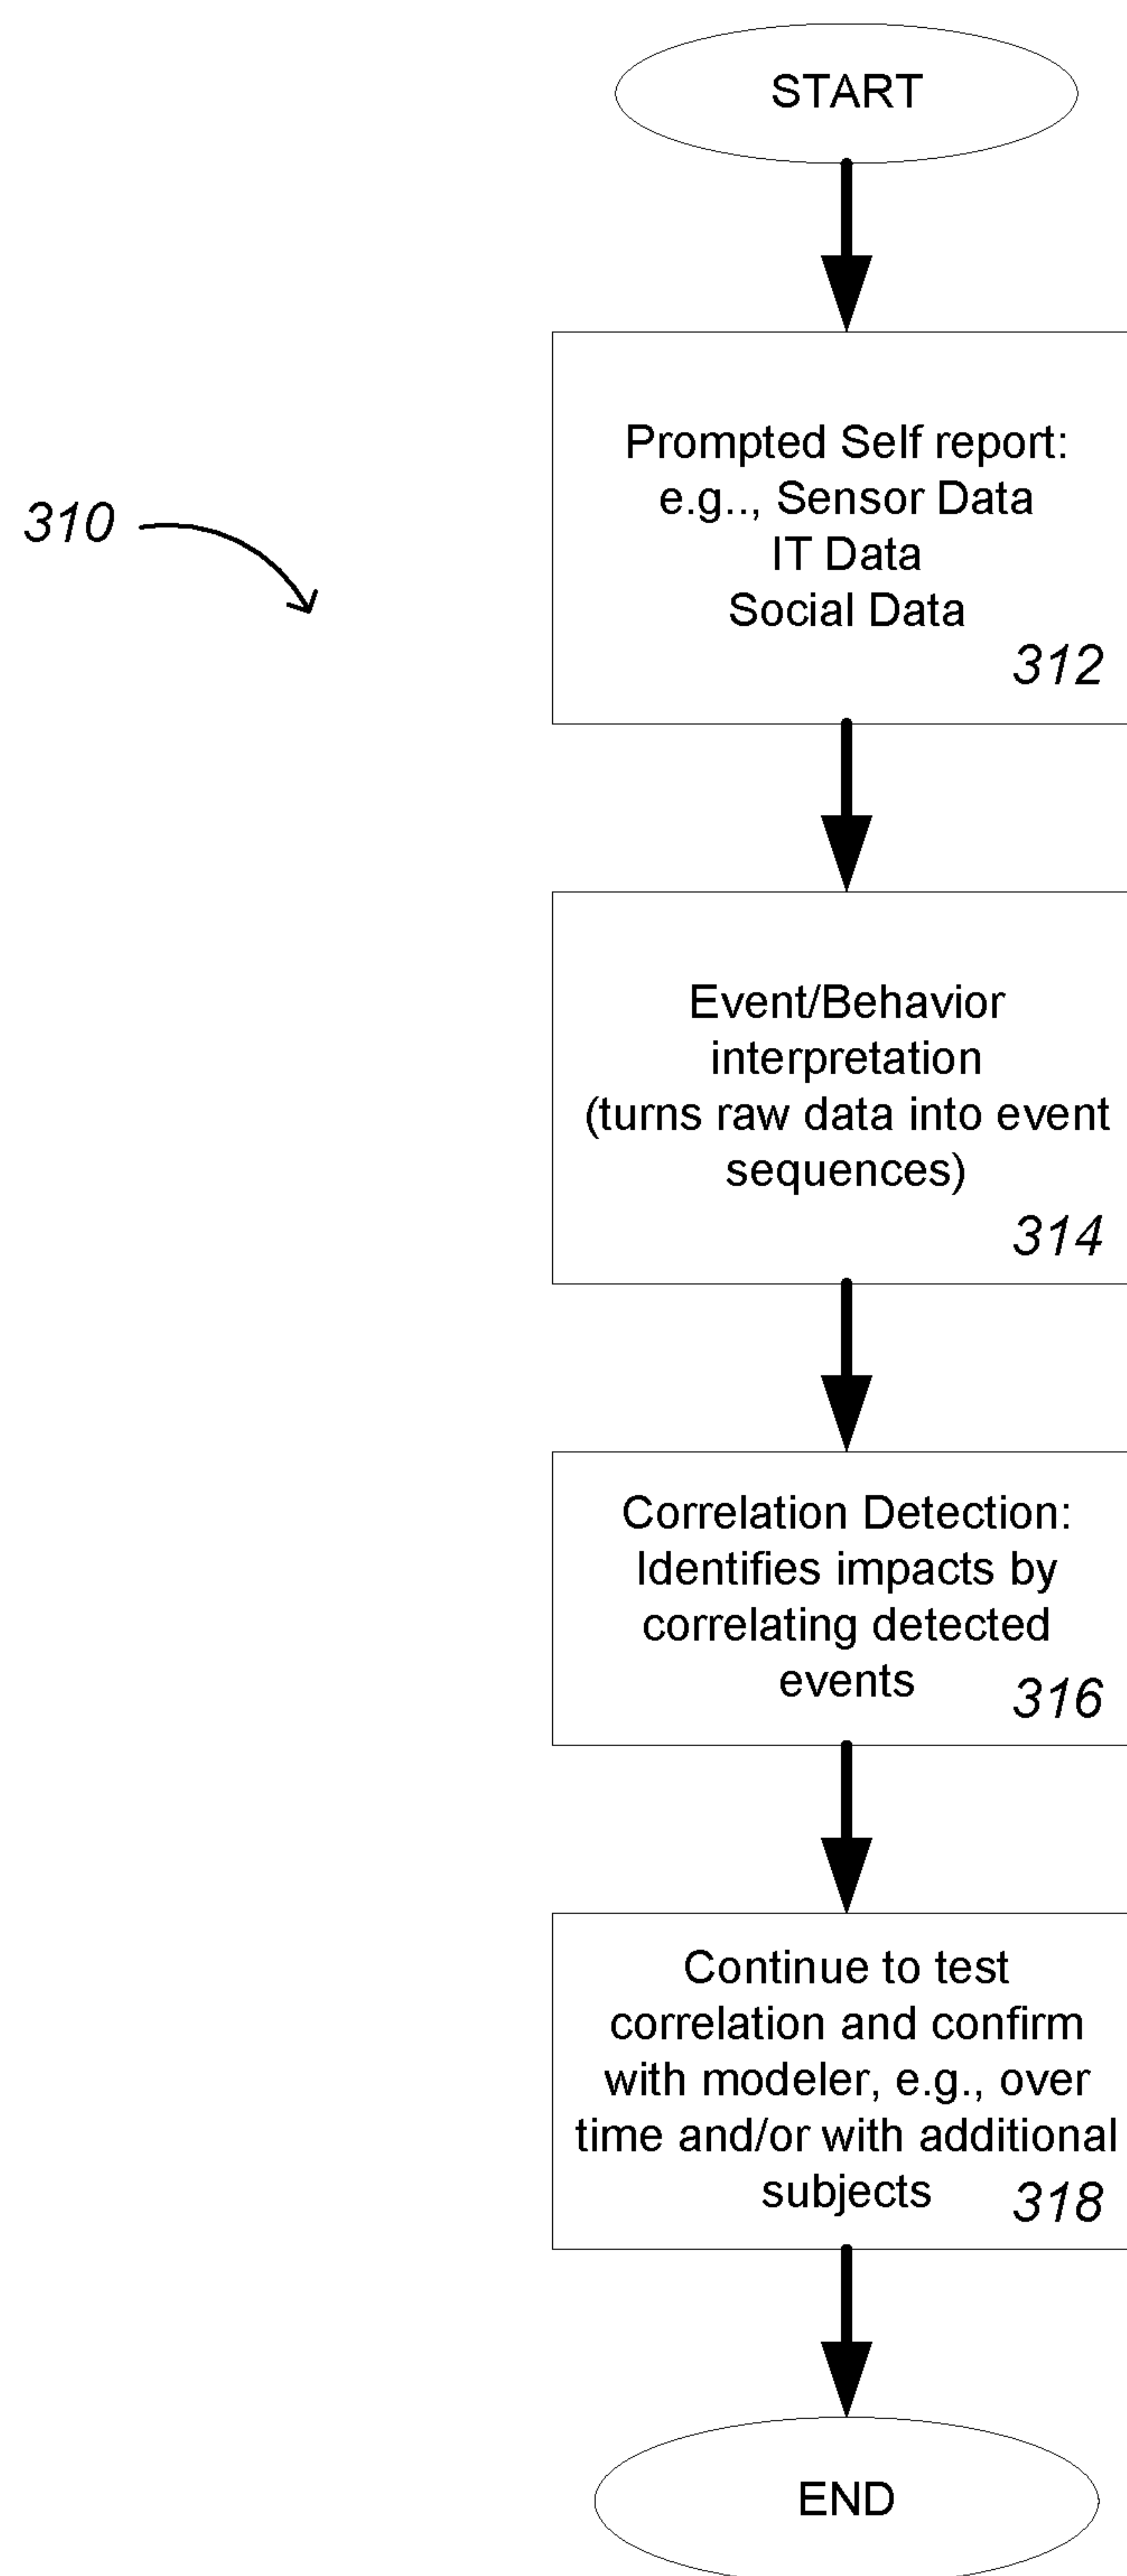 START
310
Prompted Self report:
e.g.., Sensor Data
IT Data
Social Data
312
Event/Behavior
interpretation
(turns raw data into event
sequences)
314
Correlation Detection:
Identifies impacts by
correlating detected
events
316
Continue to test
correlation and confirm
with modeler, e.g., over
time and/or with additional
subjects
318
END